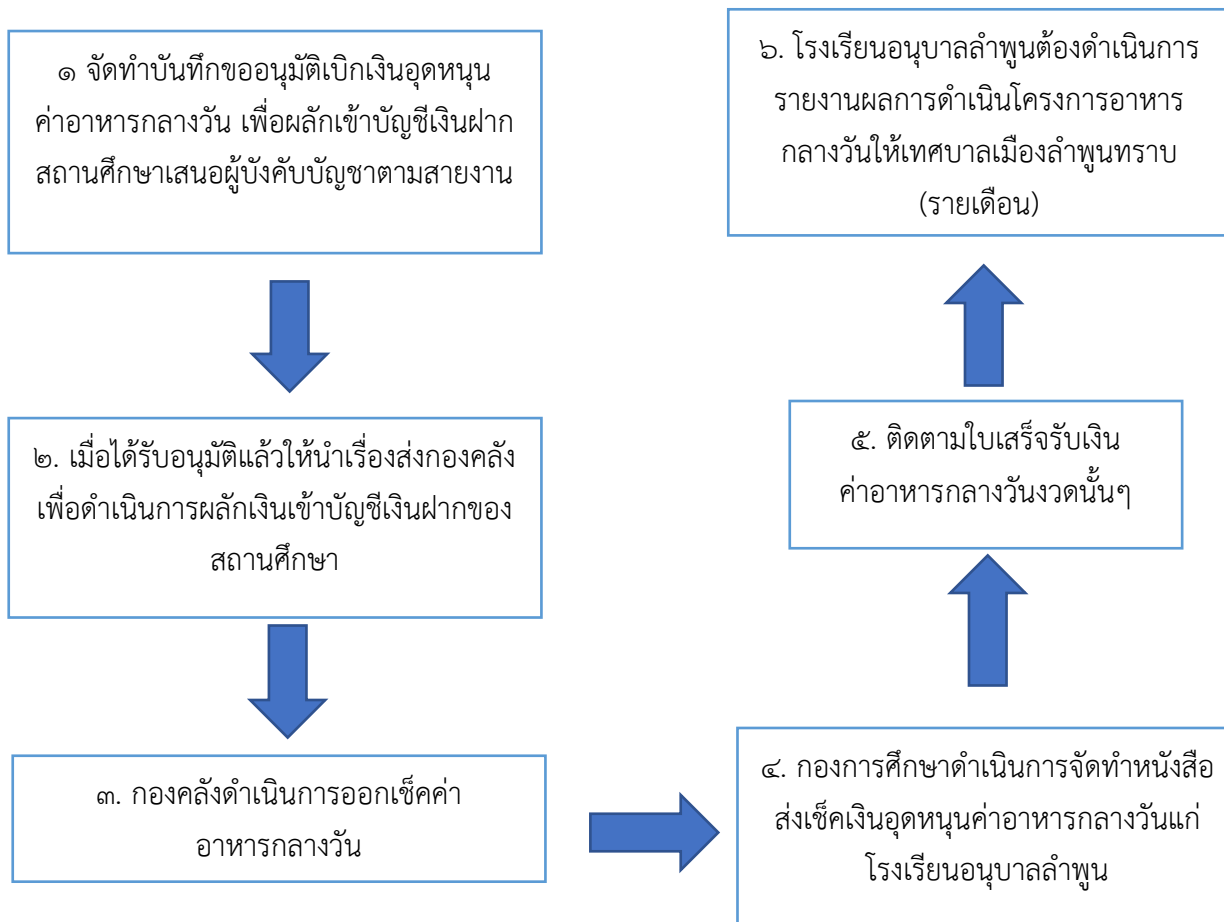 ๑ จัดทำบันทึกขออนุมัติเบิกเงินอุดหนุน
ค่าอาหารกลางวัน เพื่อผลักเข้าบัญชีเงินฝาก
สถานศึกษาเสนอผู้บังคับบัญชาตามสายงาน
๒. เมื่อได้รับอนุมัติแล้วให้นำเรื่องส่งกองคลัง
เพื่อดำเนินการผลักเงินเข้าบัญชีเงินฝากของ
สถานศึกษา
๓. กองคลังดำเนินการออกเช็คค่า
อาหารกลางวัน
๔. กองการศึกษาดำเนินการจัดทำหนังสือ
ส่งเช็คเงินอุดหนุนค่าอาหารกลางวันแก่
โรงเรียนอนุบาลลำพูน
๕. ติดตามใบเสร็จรับเงิน
ค่าอาหารกลางวันงวดนั้นๆ
๖. โรงเรียนอนุบาลลำพูนต้องดำเนินการ
รายงานผลการดำเนินโครงการอาหาร
กลางวันให้เทศบาลเมืองลำพูนทราบ
(รายเดือน)